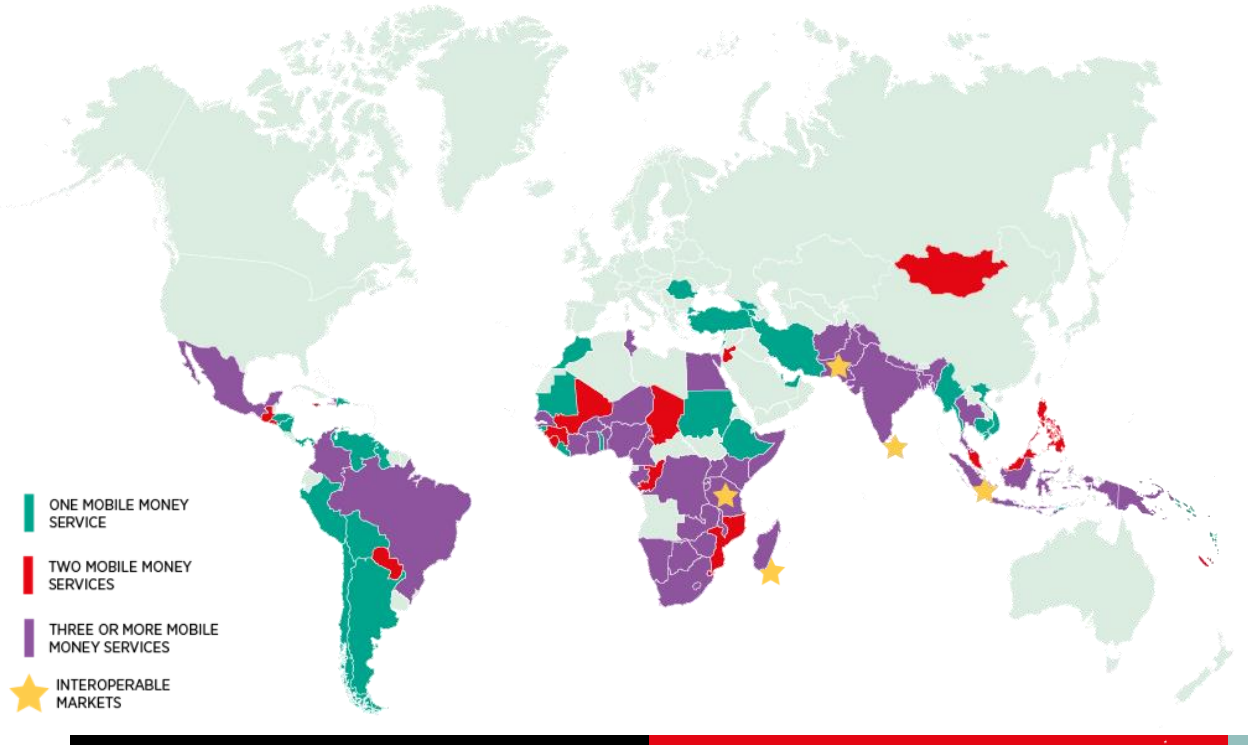 ONE MOBILE MONEY
SERVICE
TWO MOBILE MONEY
SERVICES
THREE OR MORE MOBILE
MONEY SERVICES
INTEROPERABLE
MARKETS